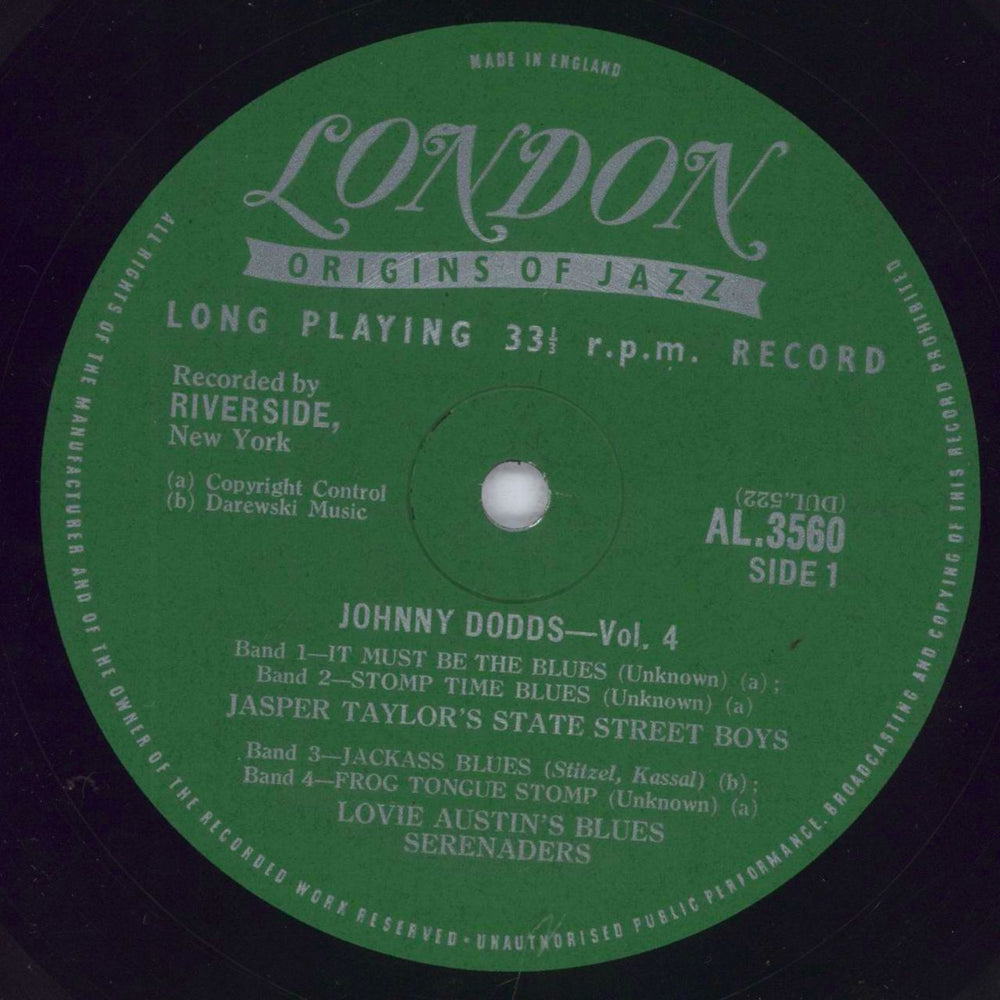 MADE IN ENGLAND
LONDON
ORIGINS OF JAZZ
LONG PLAYING 33⅓ r.p.m. RECORD
Recorded by
RIVERSIDE,
New York
(a) Copyright Control
(b) Darewski Music
(DUL.522)
AL.3560
SIDE 1
JOHNNY DODDS—Vol. 4
Band 1—IT MUST BE THE BLUES (Unknown) (a);
Band 2—STOMP TIME BLUES (Unknown) (a)
JASPER TAYLOR'S STATE STREET BOYS
Band 3—JACKASS BLUES (Stitzel, Kassal) (b);
Band 4—FROG TONGUE STOMP (Unknown) (a)
LOVIE AUSTIN'S BLUES
SERENADERS
ALL RIGHTS OF THE MANUFACTURER AND OF THE OWNER OF THE RECORDED WORK RESERVED · UNAUTHORISED PUBLIC PERFORMANCE, BROADCASTING AND COPYING OF THIS RECORD PROHIBITED